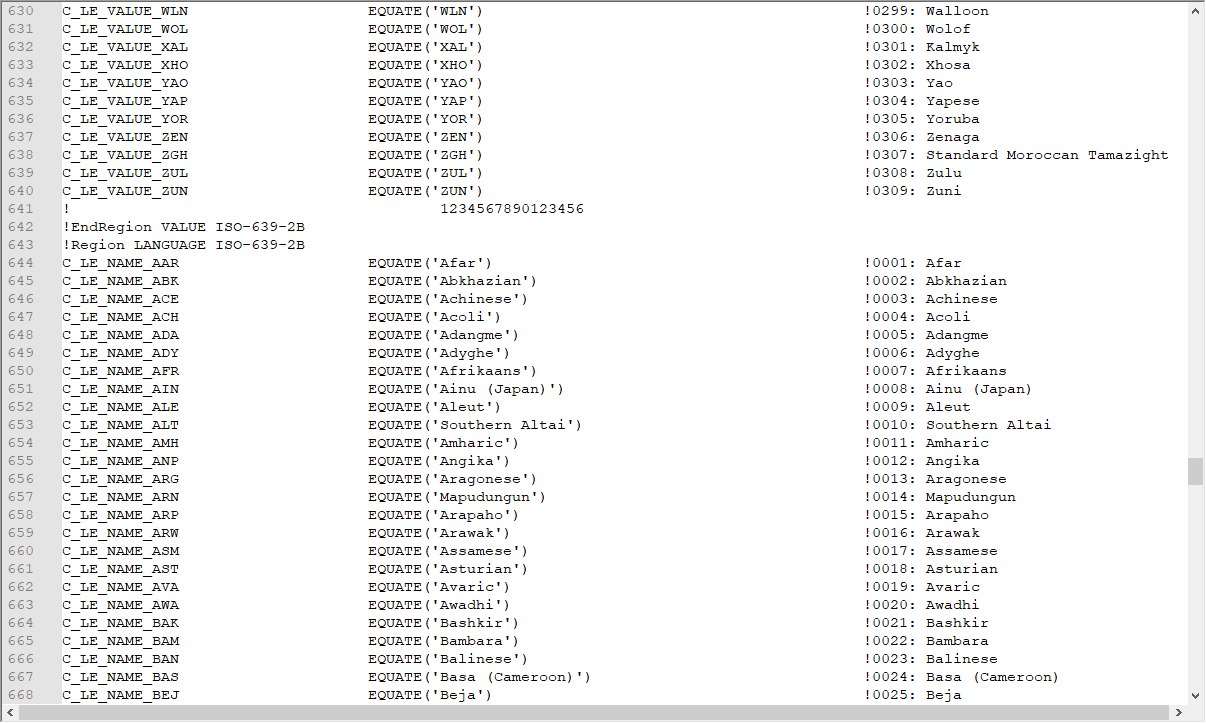 630 C_LE_VALUE_WLN EQUATE('WLN') !0299: Walloon
631 C_LE_VALUE_WOL EQUATE('WOL') !0300: Wolof
632 C_LE_VALUE_XAL EQUATE('XAL') !0301: Kalmyk
633 C_LE_VALUE_XHO EQUATE('XHO') !0302: Xhosa
634 C_LE_VALUE_YAO EQUATE('YAO') !0303: Yao
635 C_LE_VALUE_YAP EQUATE('YAP') !0304: Yapese
636 C_LE_VALUE_YOR EQUATE('YOR') !0305: Yoruba
637 C_LE_VALUE_ZEN EQUATE('ZEN') !0306: Zenaga
638 C_LE_VALUE_ZGH EQUATE('ZGH') !0307: Standard Moroccan Tamazight
639 C_LE_VALUE_ZUL EQUATE('ZUL') !0308: Zulu
640 C_LE_VALUE_ZUN EQUATE('ZUN') !0309: Zuni
641 ! 1234567890123456
642 !EndRegion VALUE ISO-639-2B
643 !Region LANGUAGE ISO-639-2B
644 C_LE_NAME_AAR EQUATE('Afar') !0001: Afar
645 C_LE_NAME_ABK EQUATE('Abkhazian') !0002: Abkhazian
646 C_LE_NAME_ACE EQUATE('Achinese') !0003: Achinese
647 C_LE_NAME_ACH EQUATE('Acoli') !0004: Acoli
648 C_LE_NAME_ADA EQUATE('Adangme') !0005: Adangme
649 C_LE_NAME_ADY EQUATE('Adyghe') !0006: Adyghe
650 C_LE_NAME_AFR EQUATE('Afrikaans') !0007: Afrikaans
651 C_LE_NAME_AIN EQUATE('Ainu (Japan)') !0008: Ainu (Japan)
652 C_LE_NAME_ALE EQUATE('Aleut') !0009: Aleut
653 C_LE_NAME_ALT EQUATE('Southern Altai') !0010: Southern Altai
654 C_LE_NAME_AMH EQUATE('Amharic') !0011: Amharic
655 C_LE_NAME_ANP EQUATE('Angika') !0012: Angika
656 C_LE_NAME_ARG EQUATE('Aragonese') !0013: Aragonese
657 C_LE_NAME_ARN EQUATE('Mapudungun') !0014: Mapudungun
658 C_LE_NAME_ARP EQUATE('Arapaho') !0015: Arapaho
659 C_LE_NAME_ARW EQUATE('Arawak') !0016: Arawak
660 C_LE_NAME_ASM EQUATE('Assamese') !0017: Assamese
661 C_LE_NAME_AST EQUATE('Asturian') !0018: Asturian
662 C_LE_NAME_AVA EQUATE('Avaric') !0019: Avaric
663 C_LE_NAME_AWA EQUATE('Awadhi') !0020: Awadhi
664 C_LE_NAME_BAK EQUATE('Bashkir') !0021: Bashkir
665 C_LE_NAME_BAM EQUATE('Bambara') !0022: Bambara
666 C_LE_NAME_BAN EQUATE('Balinese') !0023: Balinese
667 C_LE_NAME_BAS EQUATE('Basa (Cameroon)') !0024: Basa (Cameroon)
668 C_LE_NAME_BEJ EQUATE('Beja') !0025: Beja